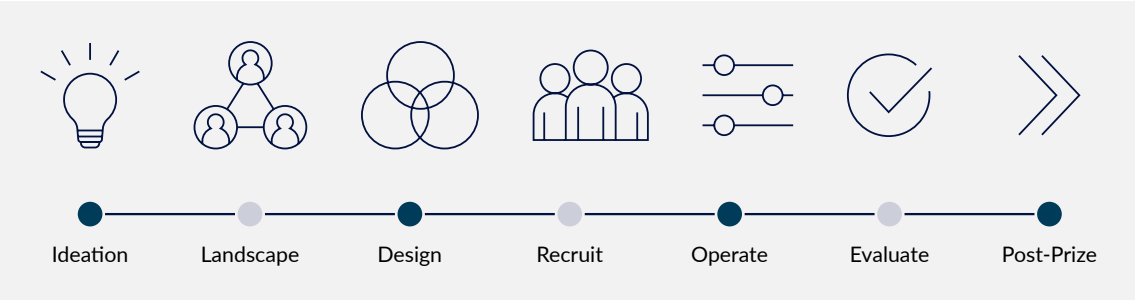 Ideation
Landscape
Design
Recruit
Operate
Evaluate
Post-Prize